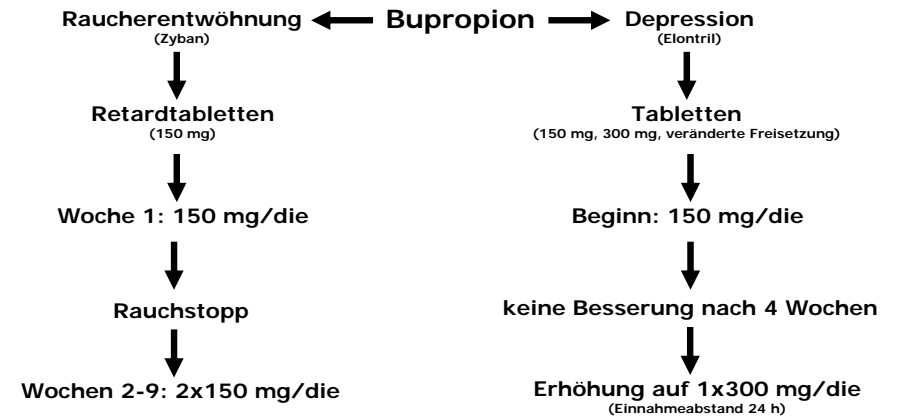 Bupropion
Raucherentwöhnung
(Zyban)
Retardtabletten
(150 mg)
Woche 1: 150 mg/die
Rauchstopp
Wochen 2-9: 2x150 mg/die
Depression
(Elontril)
Tabletten
(150 mg, 300 mg, veränderte Freisetzung)
Beginn: 150 mg/die
keine Besserung nach 4 Wochen
Erhöhung auf 1x300 mg/die
(Einnahmeabstand 24 h)